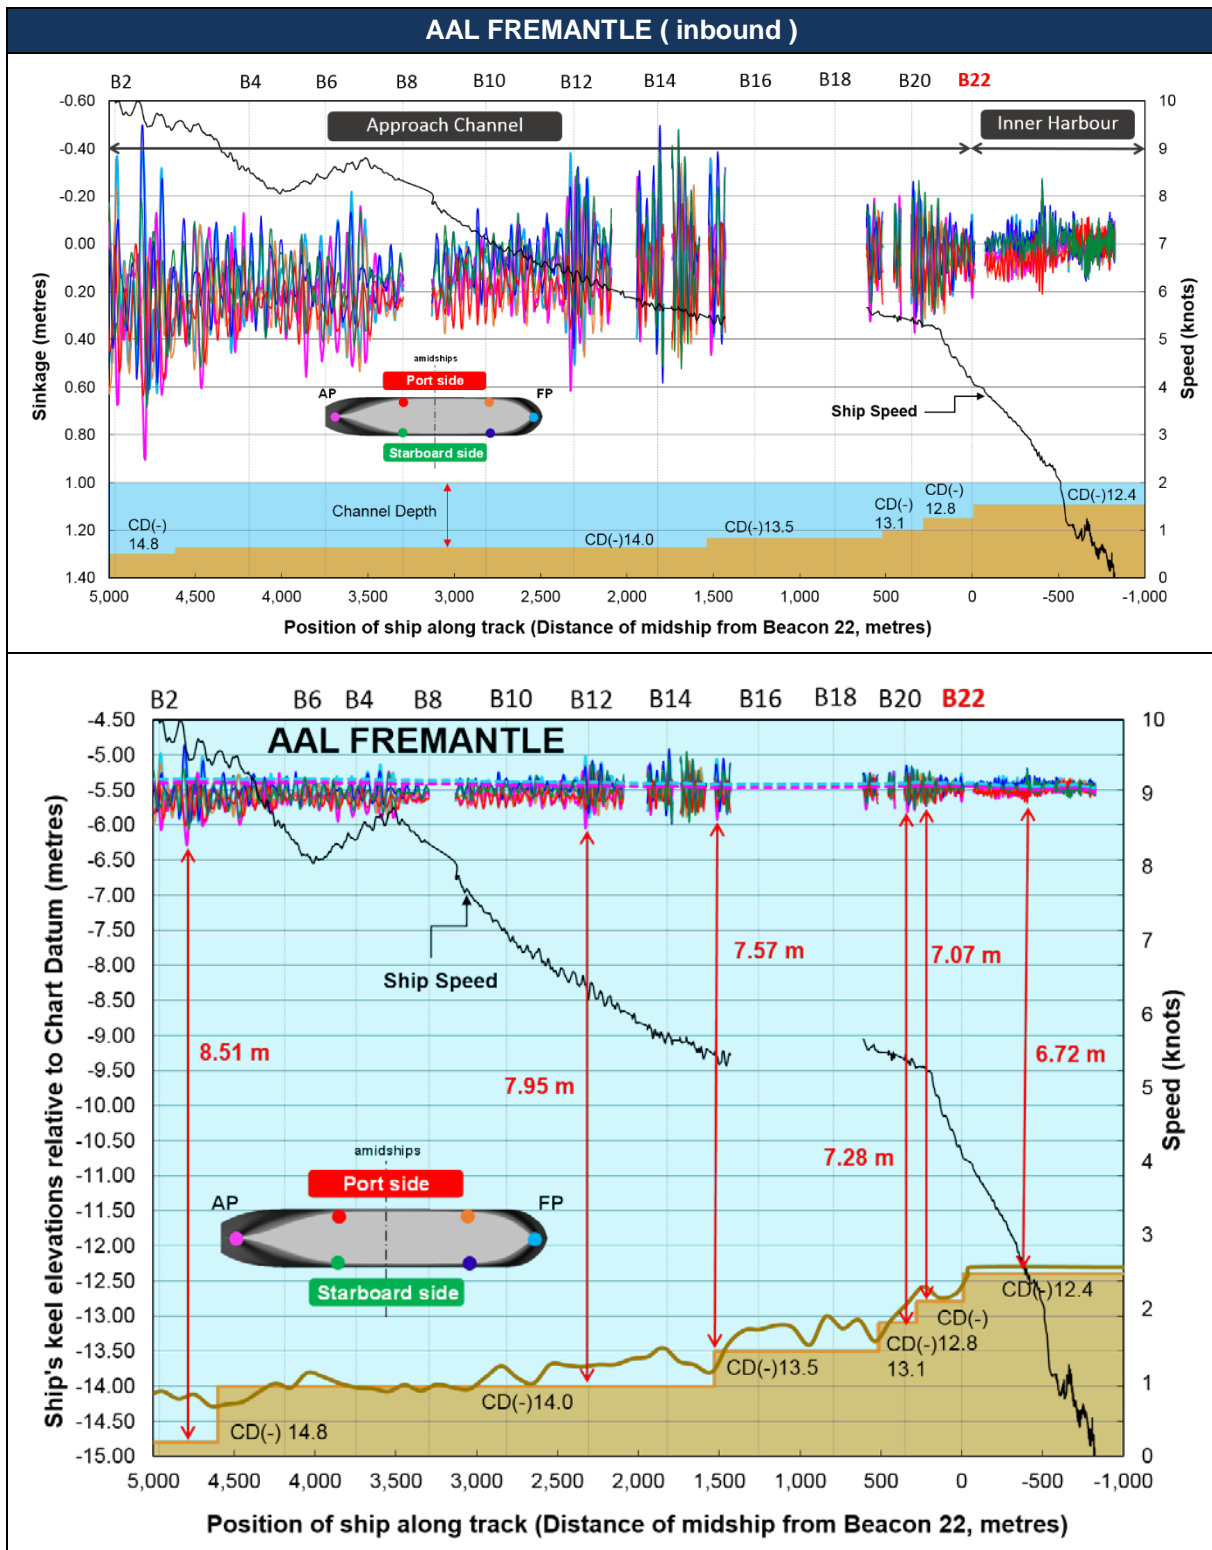 AAL FREMANTLE ( inbound )
B2 B4 B6 B8 B10 B12 B14 B16 B18 B20 B22
-0.60 10
Approach Channel Inner Harbour
-0.40 9
-0.20 8
0.00 7
0.20 6
0.40 5
amidships
Port side
0.60 4
AP FP
Ship Speed
0.80 3
Starboard side
1.00 2
Channel Depth
CD(-)
14.8
CD(-)14.0
CD(-)13.5
CD(-)
13.1
CD(-)
12.8
CD(-)12.4
1.20 1
1.40 0
Sinkage (metres)
Speed (knots)
5,000 4,500 4,000 3,500 3,000 2,500 2,000 1,500 1,000 500 0 -500 -1,000
Position of ship along track (Distance of midship from Beacon 22, metres)
B2 B6 B4 B8 B10 B12 B14 B16 B18 B20 B22
AAL FREMANTLE
-4.50 10
-5.00
-5.50 9
-6.00
-6.50 8
-7.00
-7.50 7
-8.00
-8.50 6
-9.00
-9.50 5
-10.00
-10.50 4
-11.00
-11.50 3
-12.00
-12.50 2
-13.00
-13.50 1
-14.00
-14.50
-15.00 0
Ship's keel elevations relative to Chart Datum (metres)
Speed (knots)
Ship Speed
7.57 m
7.07 m
8.51 m
6.72 m
7.95 m
7.28 m
amidships
Port side
AP FP
Starboard side
CD(-) 14.8
CD(-)14.0
CD(-)13.5
CD(-)
13.1
CD(-)
12.8
CD(-)12.4
5,000 4,500 4,000 3,500 3,000 2,500 2,000 1,500 1,000 500 0 -500 -1,000
Position of ship along track (Distance of midship from Beacon 22, metres)